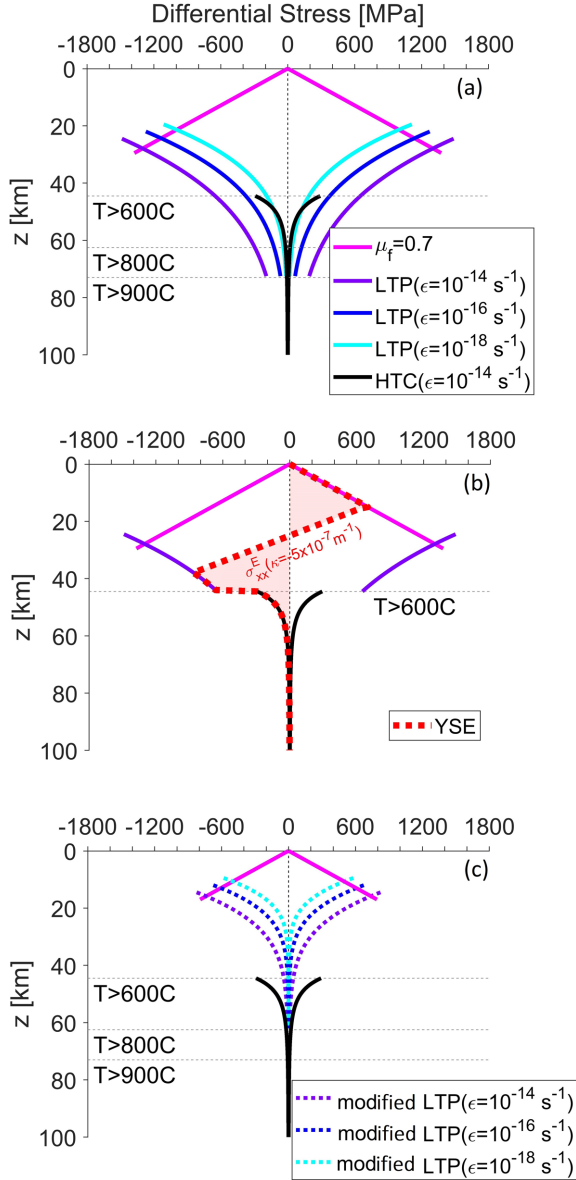 Differential Stress [MPa]
-1800 -1200 -600 0 600 1200 1800
0
(a)
20
40
T>600C
z [km]
60
T>800C
T>900C
80
100
μf=0.7
LTP(ϵ=10^-14 s^-1)
LTP(ϵ=10^-16 s^-1)
LTP(ϵ=10^-18 s^-1)
HTC(ϵ=10^-14 s^-1)
-1800 -1200 -600 0 600 1200 1800
0
(b)
20
σ^E_xx(κ=-5x10^-7 m^-1)
40
T>600C
z [km]
60
80
100
YSE
-1800 -1200 -600 0 600 1200 1800
0
(c)
20
40
T>600C
z [km]
60
T>800C
T>900C
80
100
modified LTP(ϵ=10^-14 s^-1)
modified LTP(ϵ=10^-16 s^-1)
modified LTP(ϵ=10^-18 s^-1)